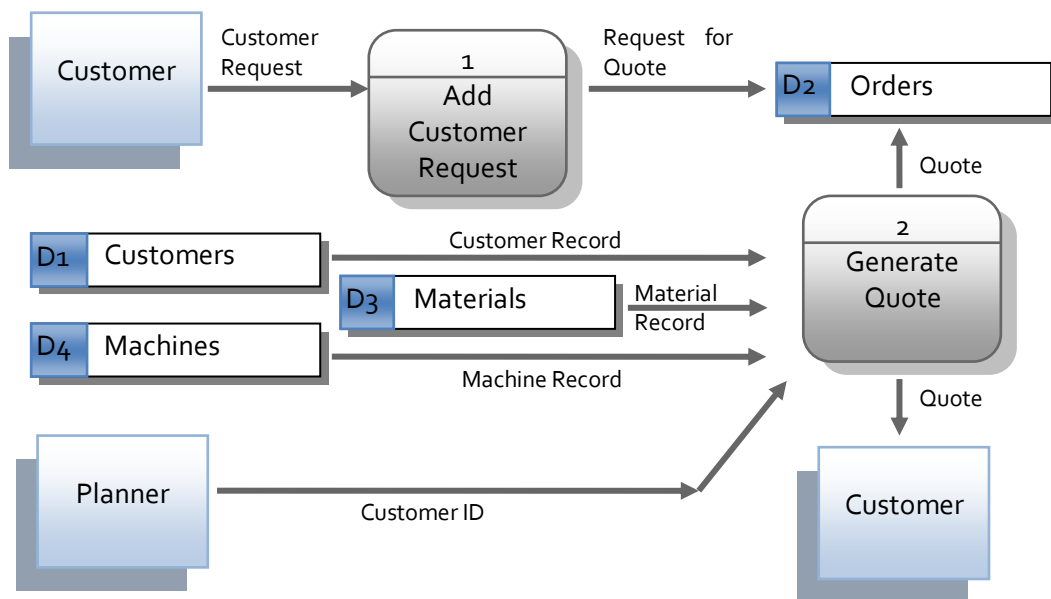 Customer
Customer
Request
1
Add
Customer
Request
Request for
Quote
D2 Orders
Quote
2
Generate
Quote
D1 Customers
Customer Record
D3 Materials
Material
Record
D4 Machines
Machine Record
Quote
Planner
Customer ID
Customer